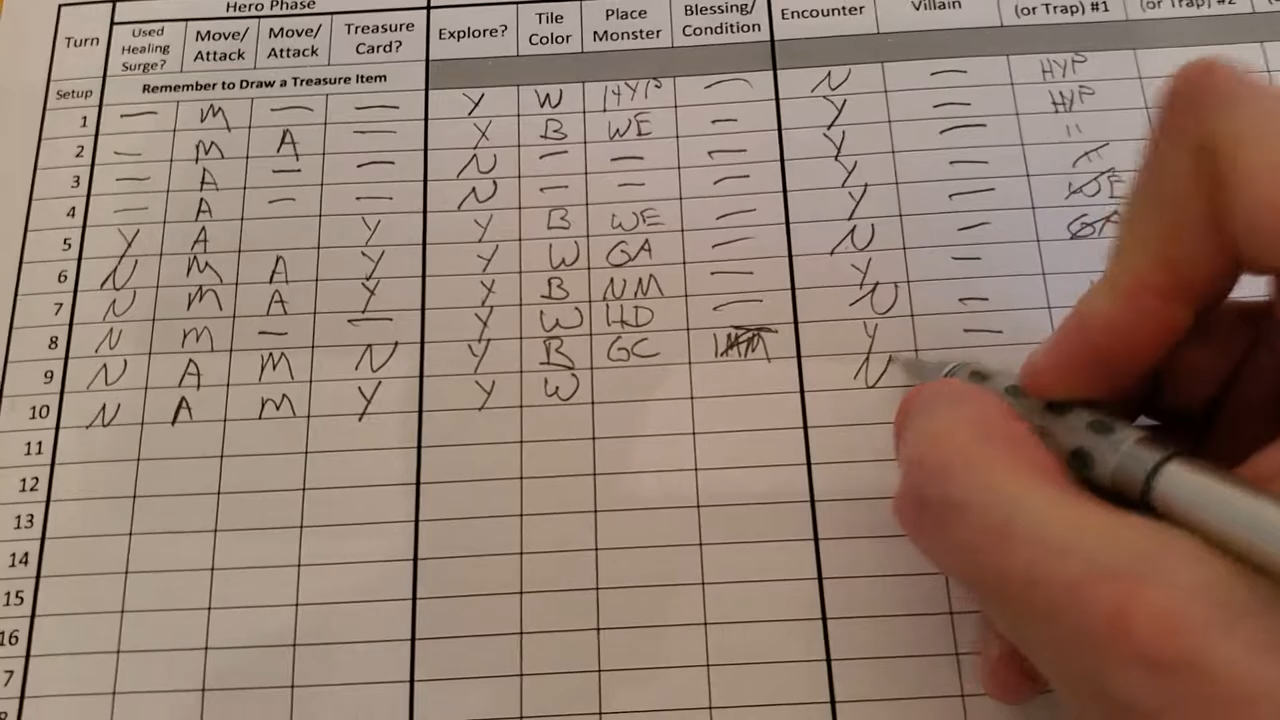 Hero Phase
Turn Used Healing Surge? Move/Attack Move/Attack Treasure Card? Explore? Tile Color Place Monster Blessing/Condition Encounter Villain (or Trap) #1 (or Trap) #2
Setup Remember to Draw a Treasure Item
1 — M — — Y W HYP — N — HYP
2 — M A — X B WE — Y — HYP
3 — A — — N — — — Y — "
4 — A — — N — — — Y —
5 Y A Y Y B WE — Y — WE
6 N M A Y Y W GA — N — GA
7 N M A Y X B NM — Y —
8 N M — — Y W HD — N —
9 N A M N Y B GC Y —
10 N A M Y Y W N
11
12
13
14
15
16
7